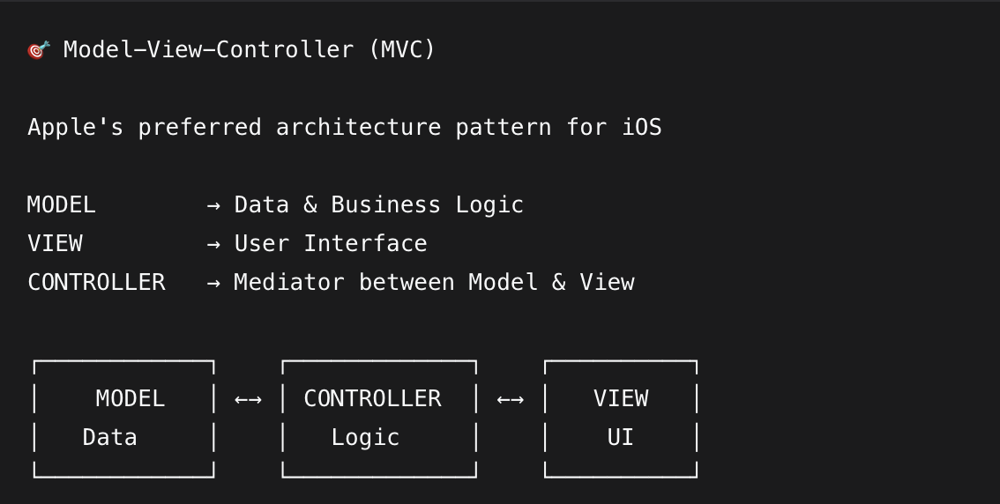 🎯 Model-View-Controller (MVC)
Apple's preferred architecture pattern for iOS
MODEL → Data & Business Logic
VIEW → User Interface
CONTROLLER → Mediator between Model & View
MODEL ←→ CONTROLLER ←→ VIEW
Data Logic UI